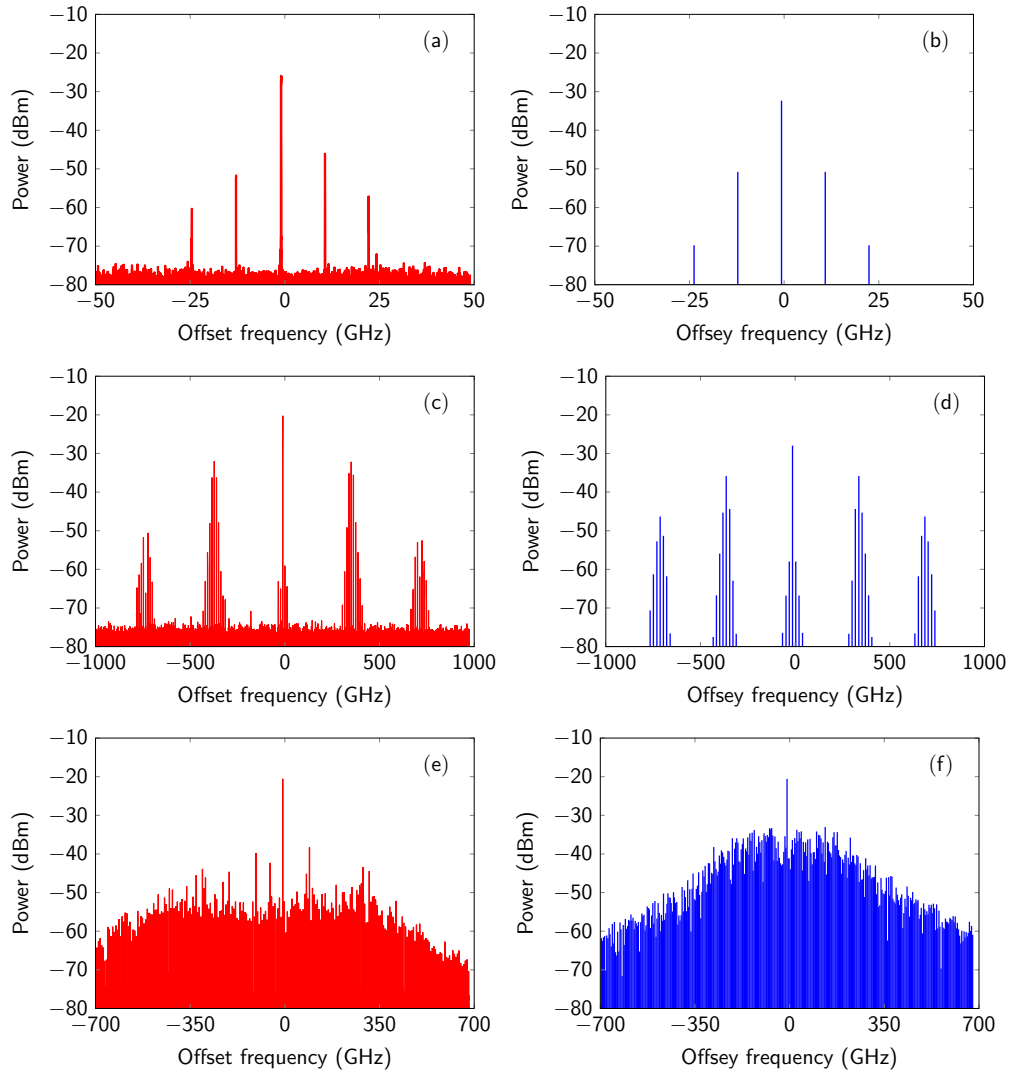 −10
−20
−30
−40
−50
−60
−70
−80
Power (dBm)
(a)
−50 −25 0 25 50
Offset frequency (GHz)
−10
−20
−30
−40
−50
−60
−70
−80
Power (dBm)
(b)
−50 −25 0 25 50
Offsey frequency (GHz)
−10
−20
−30
−40
−50
−60
−70
−80
Power (dBm)
(c)
−1000 −500 0 500 1000
Offset frequency (GHz)
−10
−20
−30
−40
−50
−60
−70
−80
Power (dBm)
(d)
−1000 −500 0 500 1000
Offsey frequency (GHz)
−10
−20
−30
−40
−50
−60
−70
−80
Power (dBm)
(e)
−700 −350 0 350 700
Offset frequency (GHz)
−10
−20
−30
−40
−50
−60
−70
−80
Power (dBm)
(f)
−700 −350 0 350 700
Offsey frequency (GHz)